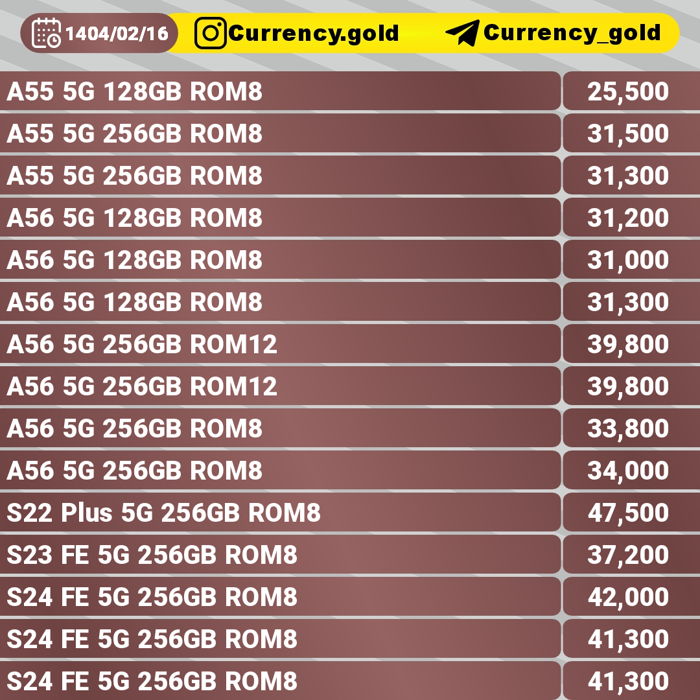 1404/02/16 Currency.gold Currency_gold
A55 5G 128GB ROM8 25,500
A55 5G 256GB ROM8 31,500
A55 5G 256GB ROM8 31,300
A56 5G 128GB ROM8 31,200
A56 5G 128GB ROM8 31,000
A56 5G 128GB ROM8 31,300
A56 5G 256GB ROM12 39,800
A56 5G 256GB ROM12 39,800
A56 5G 256GB ROM8 33,800
A56 5G 256GB ROM8 34,000
S22 Plus 5G 256GB ROM8 47,500
S23 FE 5G 256GB ROM8 37,200
S24 FE 5G 256GB ROM8 42,000
S24 FE 5G 256GB ROM8 41,300
S24 FE 5G 256GB ROM8 41,300